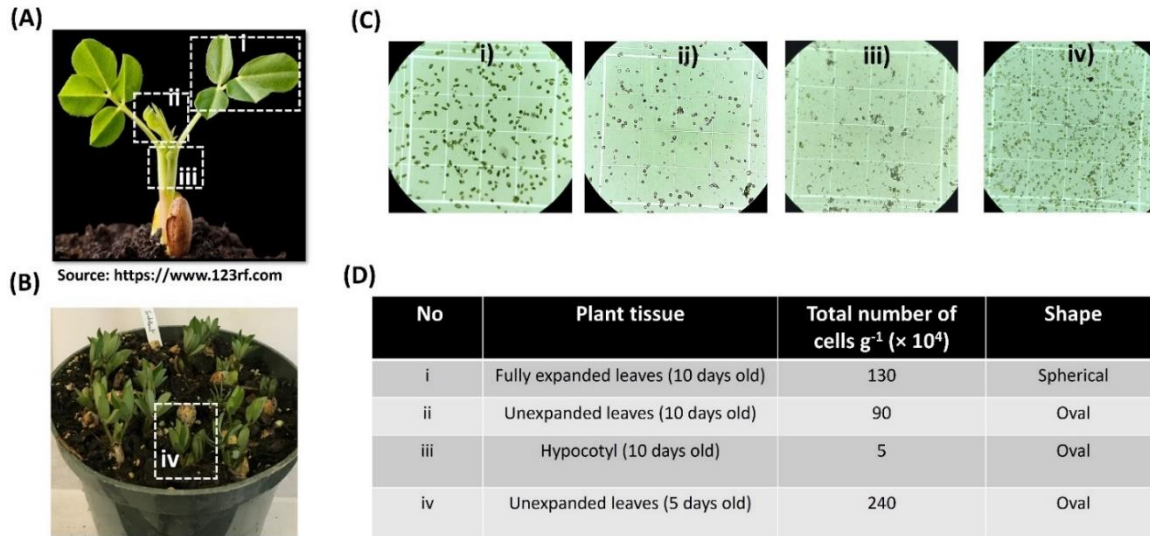 (A)
i
ii
iii
Source: https://www.123rf.com
(B)
iv
(C)
i)
ii)
iii)
iv)
(D)
No Plant tissue Total number of cells g⁻¹ (× 10⁴) Shape
i Fully expanded leaves (10 days old) 130 Spherical
ii Unexpanded leaves (10 days old) 90 Oval
iii Hypocotyl (10 days old) 5 Oval
iv Unexpanded leaves (5 days old) 240 Oval